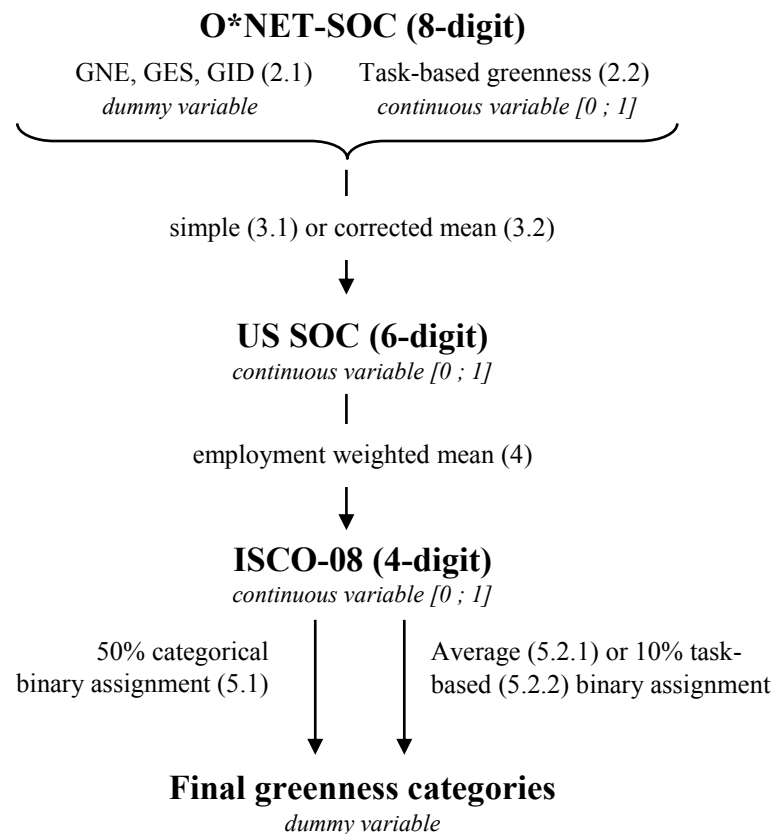 O*NET-SOC (8-digit)
GNE, GES, GID (2.1)
dummy variable
Task-based greenness (2.2)
continuous variable [0 ; 1]
simple (3.1) or corrected mean (3.2)
US SOC (6-digit)
continuous variable [0 ; 1]
employment weighted mean (4)
ISCO-08 (4-digit)
continuous variable [0 ; 1]
50% categorical
binary assignment (5.1)
Average (5.2.1) or 10% task-
based (5.2.2) binary assignment
Final greenness categories
dummy variable